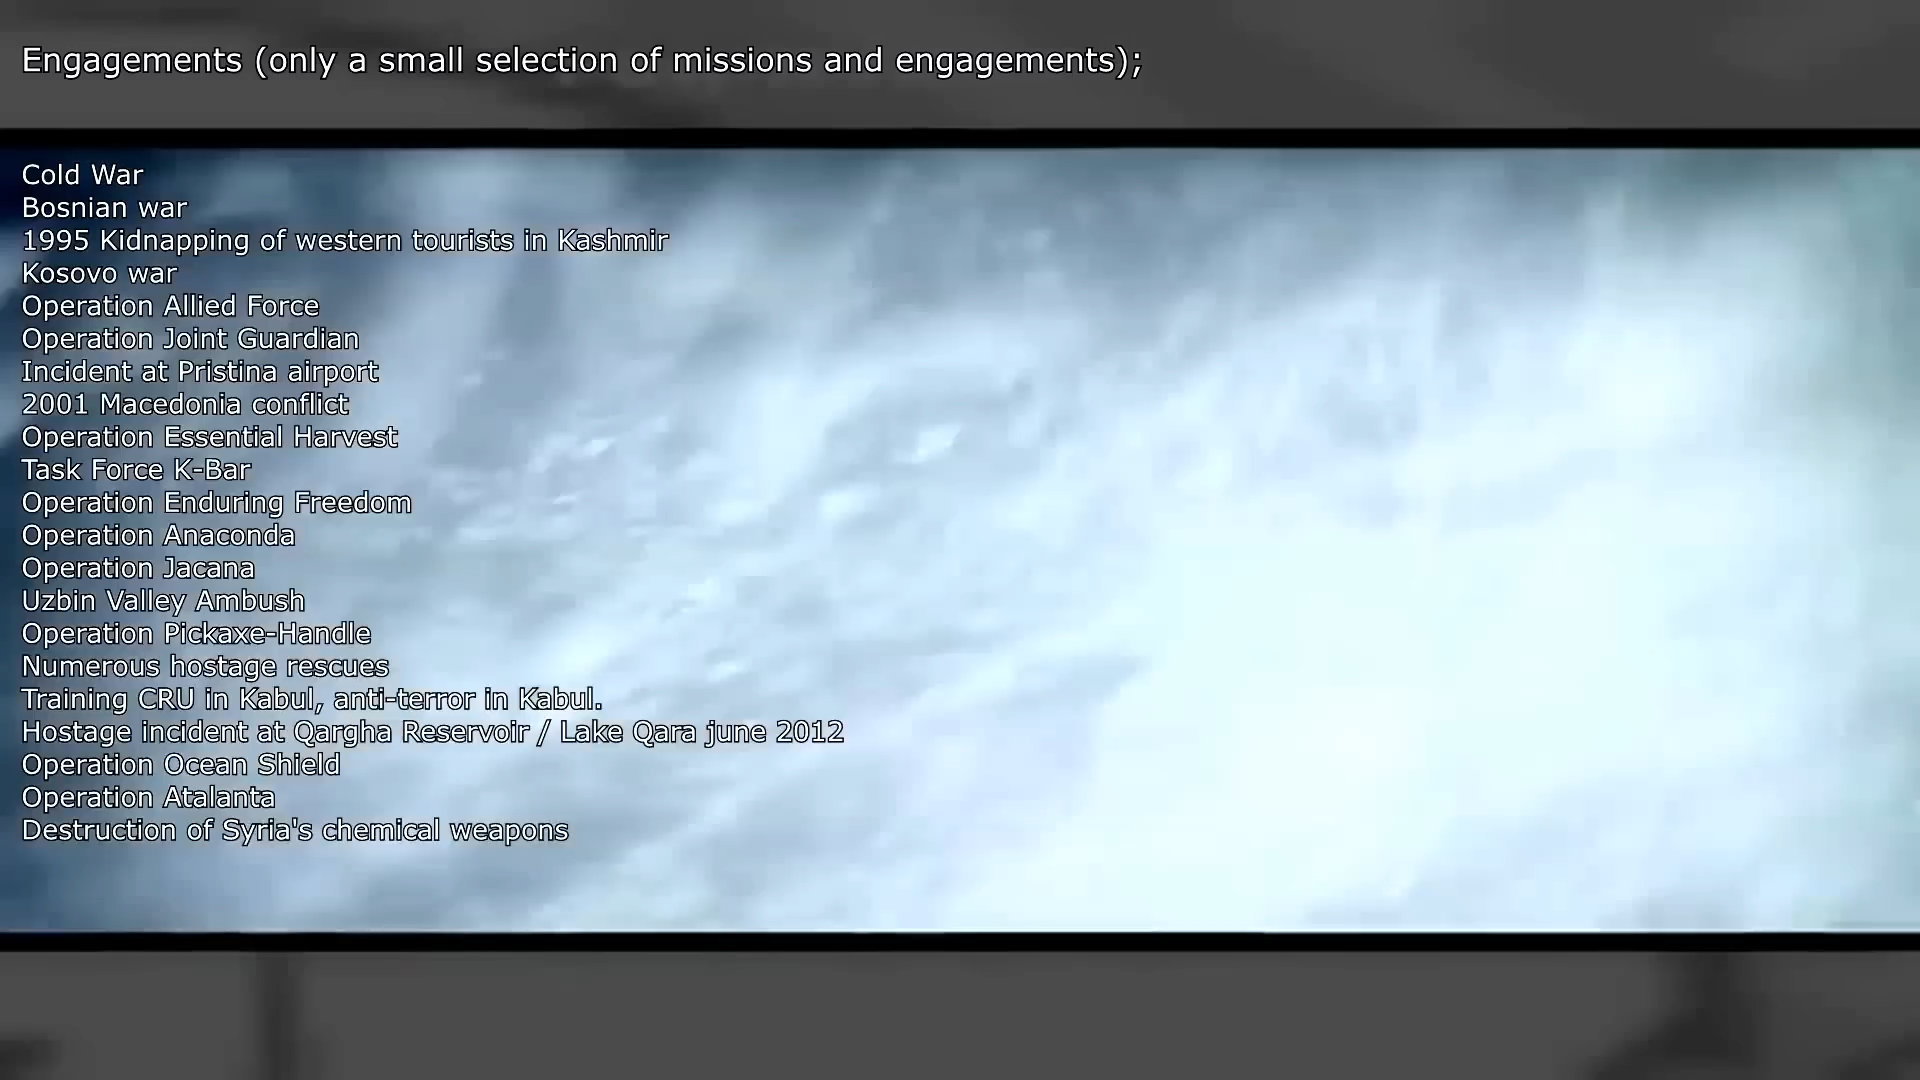 Engagements (only a small selection of missions and engagements);
Cold War
Bosnian war
1995 Kidnapping of western tourists in Kashmir
Kosovo war
Operation Allied Force
Operation Joint Guardian
Incident at Pristina airport
2001 Macedonia conflict
Operation Essential Harvest
Task Force K-Bar
Operation Enduring Freedom
Operation Anaconda
Operation Jacana
Uzbin Valley Ambush
Operation Pickaxe-Handle
Numerous hostage rescues
Training CRU in Kabul, anti-terror in Kabul.
Hostage incident at Qargha Reservoir / Lake Qara june 2012
Operation Ocean Shield
Operation Atalanta
Destruction of Syria's chemical weapons